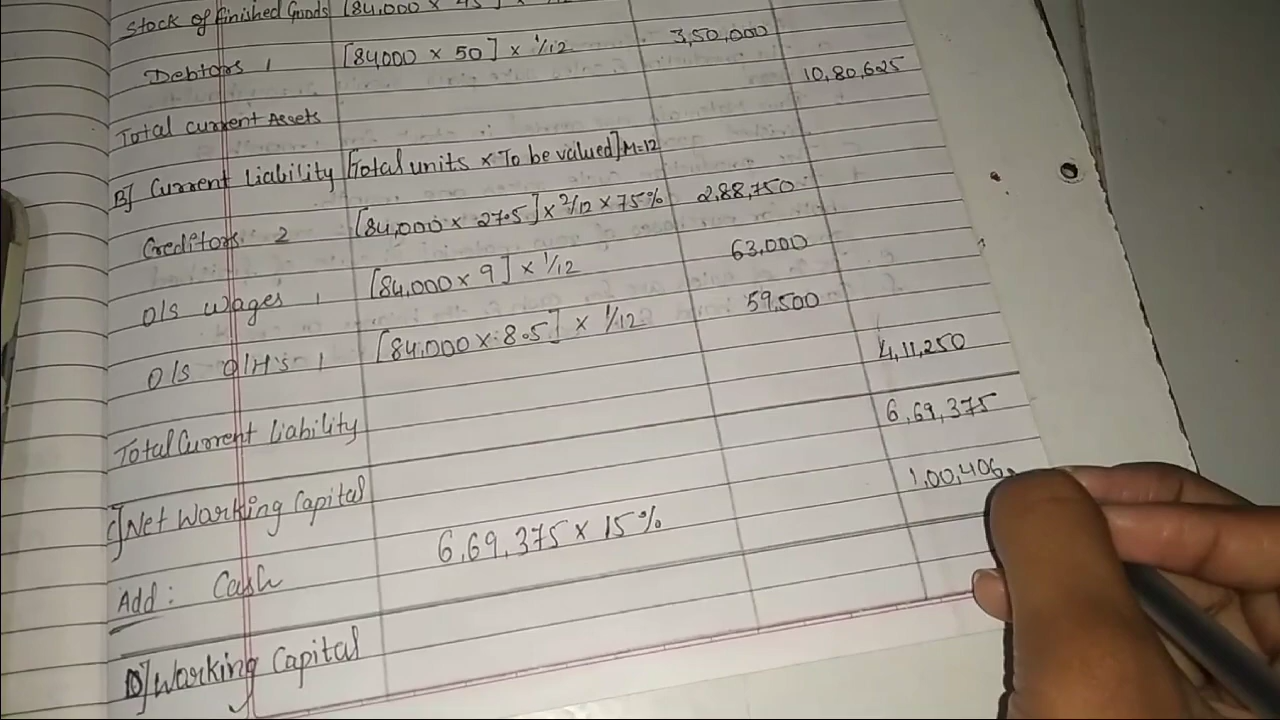 Stock of finished Goods [84,000 × 45] ×
Debtors 1 [84,000 × 50] × 1/12 3,50,000
Total current Assets 10,80,625
B] Current Liability [Total units × To be valued] M=12
Creditors 2 [84,000 × 27.5] × 2/12 × 75% 2,88,750
O/S Wages 1 [84,000 × 9] × 1/12 63,000
O/S O/H's 1 [84,000 × 8.5] × 1/12 59,500
Total Current Liability 4,11,250
C] Net Working Capital 6,69,375
Add: Cash 6,69,375 × 15% 1,00,406
D] Working Capital